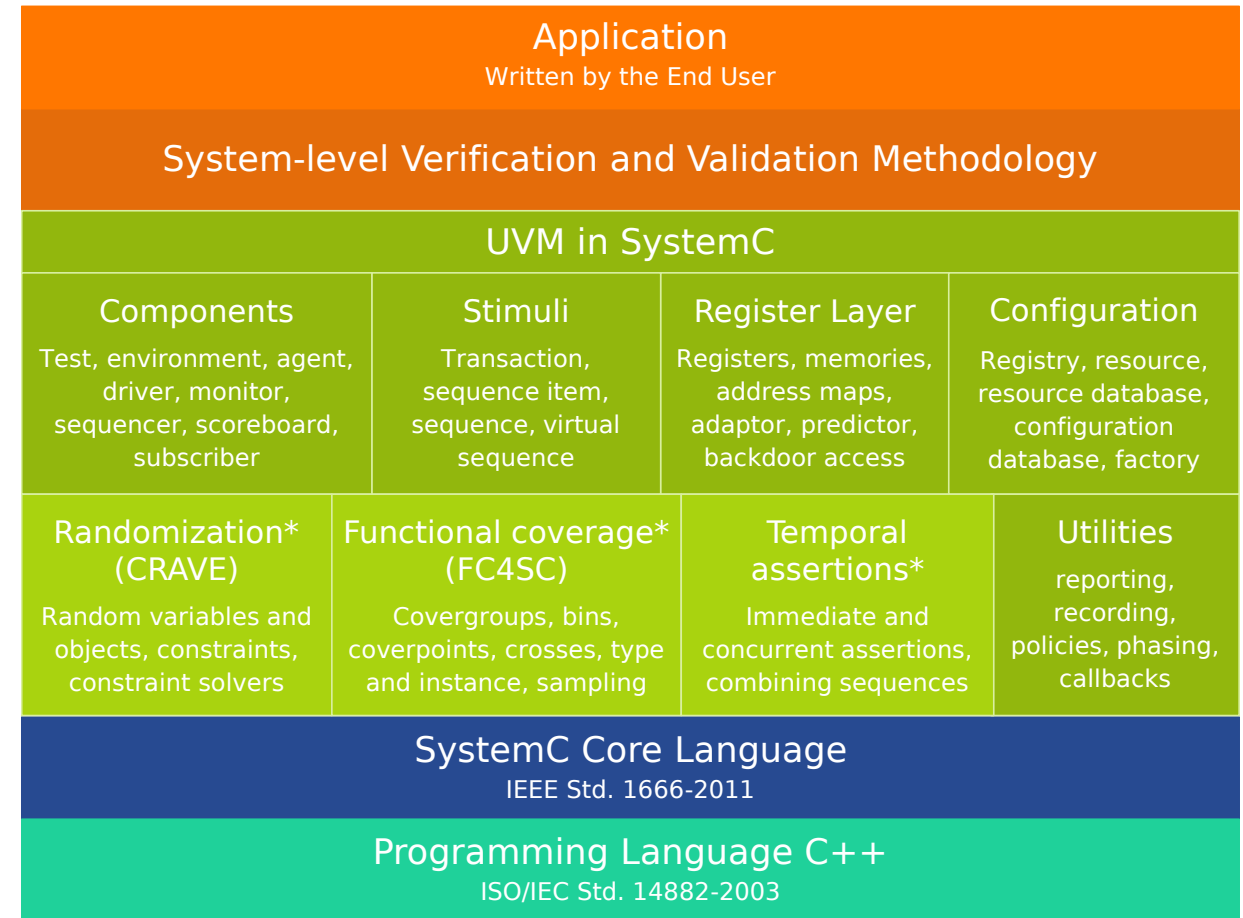 Application
Written by the End User
System-level Verification and Validation Methodology
UVM in SystemC
Components
Test, environment, agent,
driver, monitor,
sequencer, scoreboard,
subscriber
Stimuli
Transaction,
sequence item,
sequence, virtual
sequence
Register Layer
Registers, memories,
address maps,
adaptor, predictor,
backdoor access
Configuration
Registry, resource,
resource database,
configuration
database, factory
Randomization*
(CRAVE)
Random variables and
objects, constraints,
constraint solvers
Functional coverage*
(FC4SC)
Covergroups, bins,
coverpoints, crosses, type
and instance, sampling
Temporal
assertions*
Immediate and
concurrent assertions,
combining sequences
Utilities
reporting,
recording,
policies, phasing,
callbacks
SystemC Core Language
IEEE Std. 1666-2011
Programming Language C++
ISO/IEC Std. 14882-2003